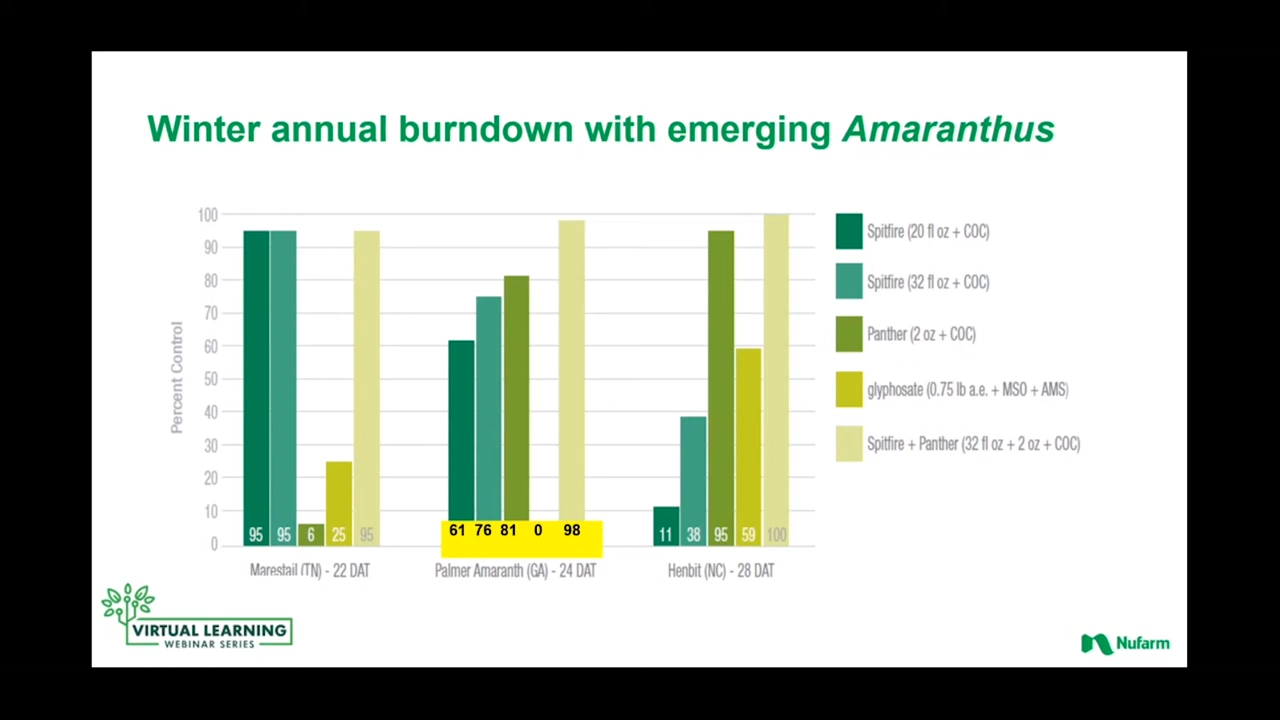 Winter annual burndown with emerging Amaranthus
Percent Control
100
90
80
70
60
50
40
30
20
10
0
95 95 6 25 95
61 76 81 0 98
11 38 95 59 100
Marestail (TN) - 22 DAT
Palmer Amaranth (GA) - 24 DAT
Henbit (NC) - 28 DAT
Spitfire (20 fl oz + COC)
Spitfire (32 fl oz + COC)
Panther (2 oz + COC)
glyphosate (0.75 lb a.e. + MSO + AMS)
Spitfire + Panther (32 fl oz + 2 oz + COC)
VIRTUAL LEARNING
WEBINAR SERIES
Nufarm